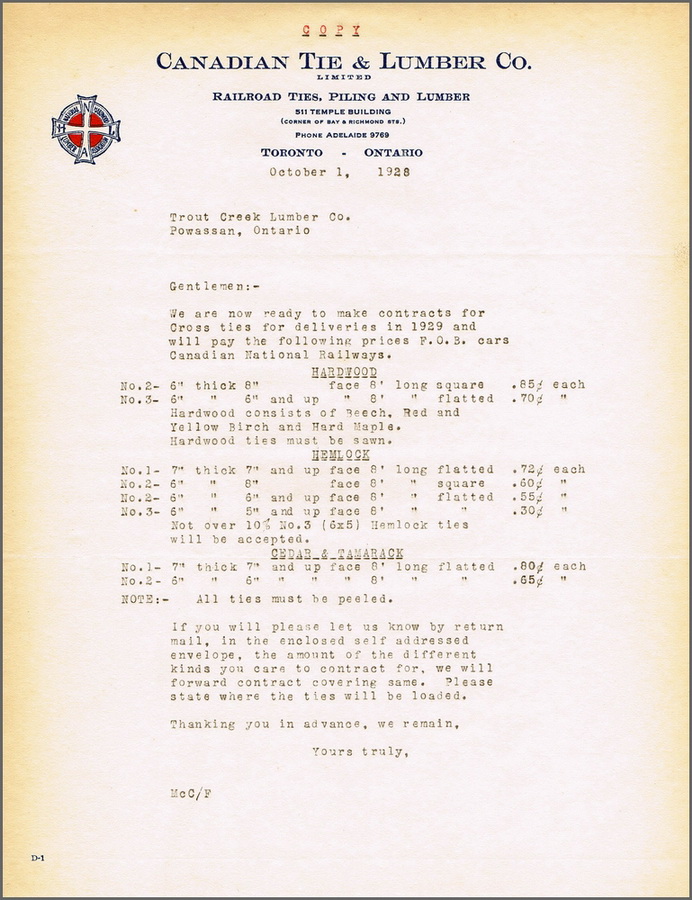 COPY
CANADIAN TIE & LUMBER CO.
LIMITED
RAILROAD TIES, PILING AND LUMBER
511 TEMPLE BUILDING
(CORNER OF BAY & RICHMOND STS.)
PHONE ADELAIDE 9769
TORONTO - ONTARIO
N
H L
A
NATIONAL HARDWOOD
LUMBER ASSOCIATION
October 1, 1928
Trout Creek Lumber Co.
Powassan, Ontario
Gentlemen:-
We are now ready to make contracts for
Cross ties for deliveries in 1929 and
will pay the following prices F.O.B. cars
Canadian National Railways.
HARDWOOD
No.2- 6" thick 8" face 8' long square .85¢ each
No.3- 6" " 6" and up " 8' " flatted .70¢ "
Hardwood consists of Beech, Red and
Yellow Birch and Hard Maple.
Hardwood ties must be sawn.
HEMLOCK
No.1- 7" thick 7" and up face 8' long flatted .72¢ each
No.2- 6" " 8" face 8' " square .60¢ "
No.2- 6" " 6" and up face 8' " flatted .55¢ "
No.3- 6" " 5" and up face 8' " " .30¢ "
Not over 10% No.3 (6x5) Hemlock ties
will be accepted.
CEDAR & TAMARACK
No.1- 7" thick 7" and up face 8' long flatted .80¢ each
No.2- 6" " 6" " " " 8' " " .65¢ "
NOTE:- All ties must be peeled.
If you will please let us know by return
mail, in the enclosed self addressed
envelope, the amount of the different
kinds you care to contract for, we will
forward contract covering same. Please
state where the ties will be loaded.
Thanking you in advance, we remain,
Yours truly,
McC/F
D-1